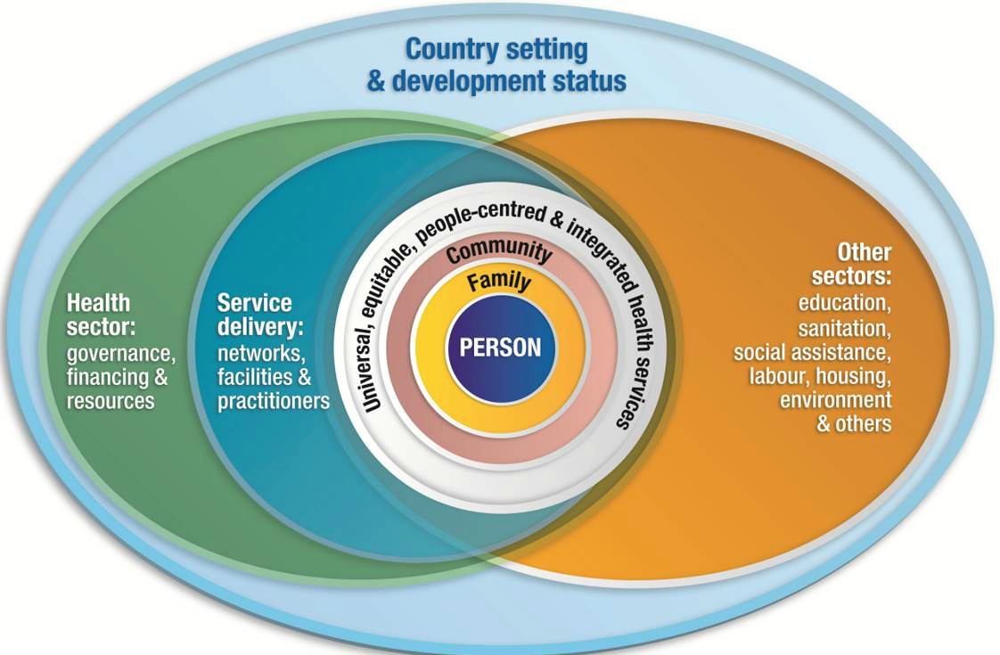 Country setting
& development status
Health
sector:
governance,
financing &
resources
Service
delivery:
networks,
facilities &
practitioners
Universal, equitable, people-centred & integrated health services
Community
Family
PERSON
Other
sectors:
education,
sanitation,
social assistance,
labour, housing,
environment
& others